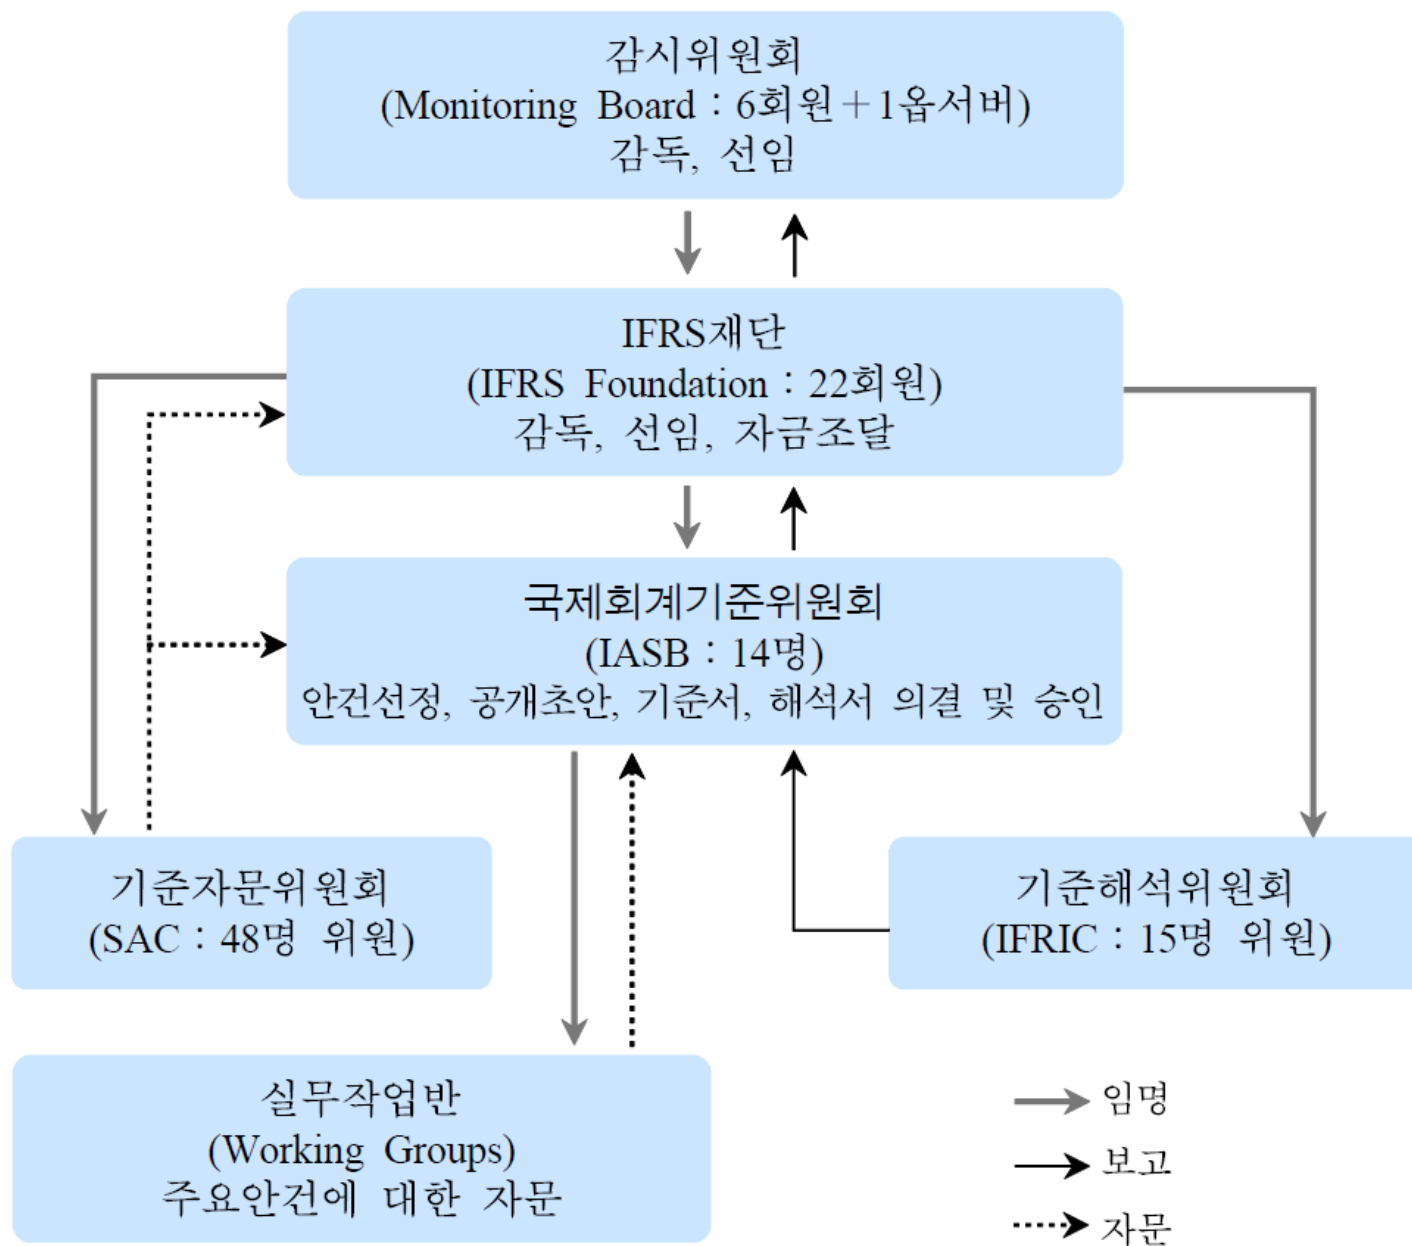 감시위원회
(Monitoring Board : 6회원+1옵서버)
감독, 선임
IFRS재단
(IFRS Foundation : 22회원)
감독, 선임, 자금조달
국제회계기준위원회
(IASB : 14명)
안건선정, 공개초안, 기준서, 해석서 의결 및 승인
기준자문위원회
(SAC : 48명 위원)
기준해석위원회
(IFRIC : 15명 위원)
실무작업반
(Working Groups)
주요안건에 대한 자문
임명
보고
자문